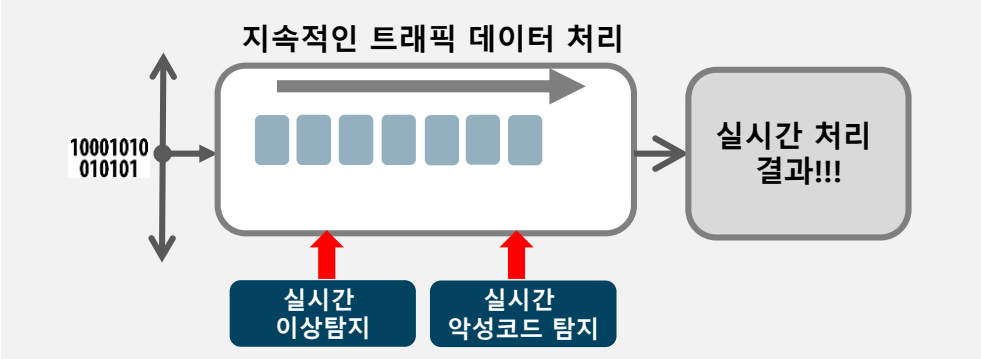 지속적인 트래픽 데이터 처리
10001010
010101
실시간 처리
결과!!!
실시간
이상탐지
실시간
악성코드 탐지